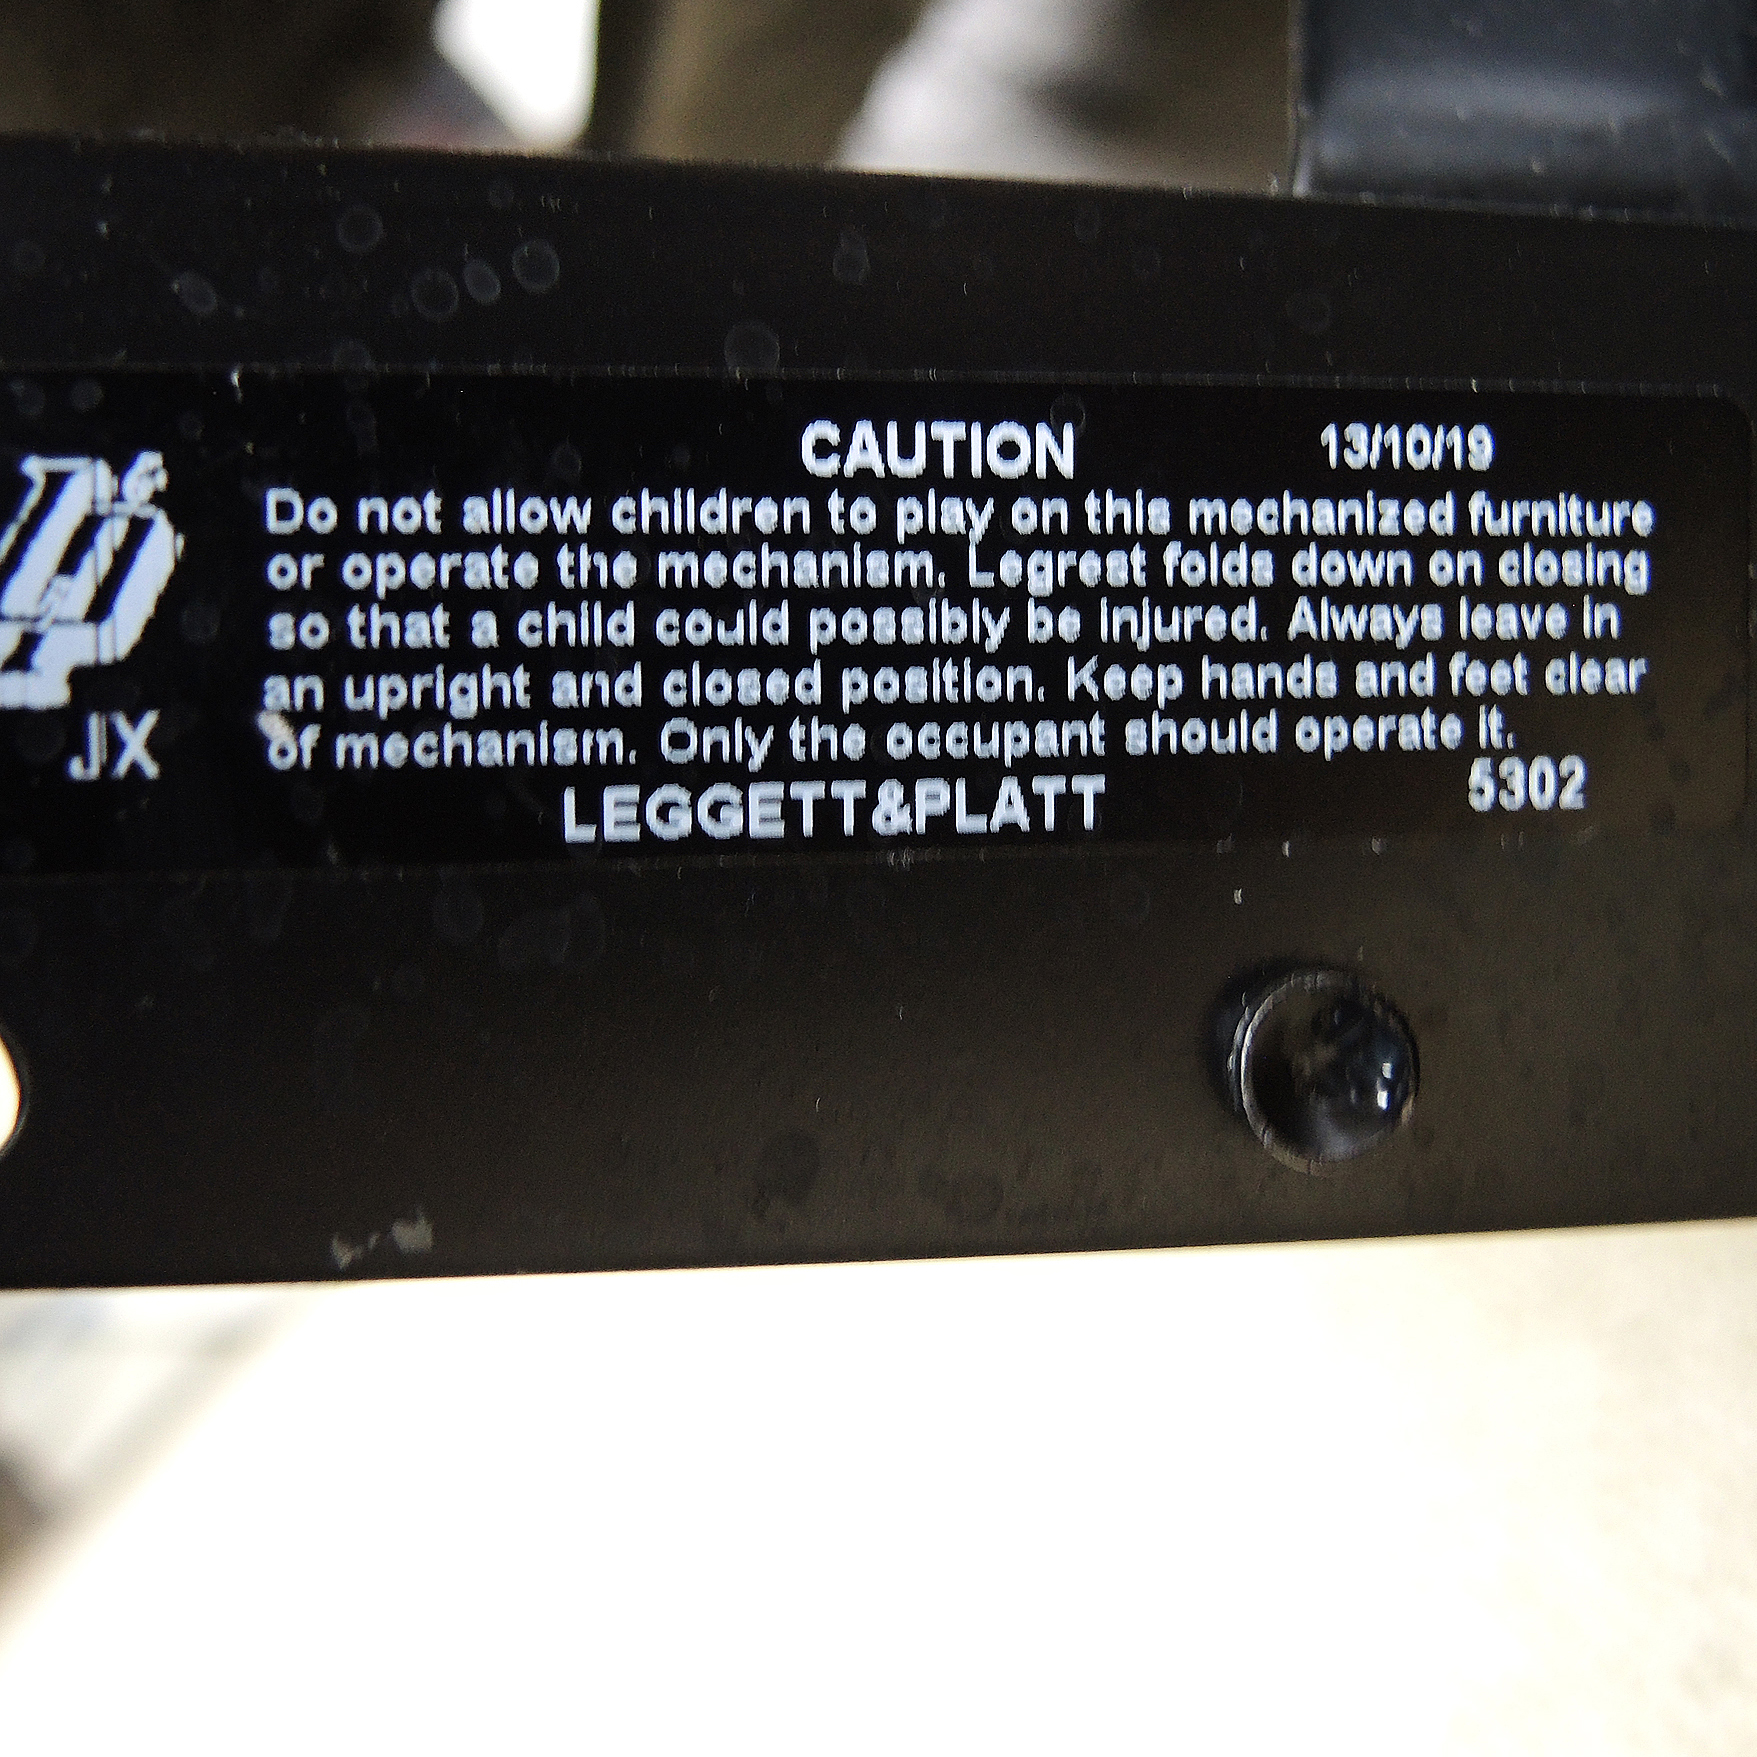 CAUTION 13/10/19
Do not allow children to play on this mechanized furniture
or operate the mechanism. Legrest folds down on closing
so that a child could possibly be injured. Always leave in
an upright and closed position. Keep hands and feet clear
of mechanism. Only the occupant should operate it.
JX
5302
LEGGETT&PLATT